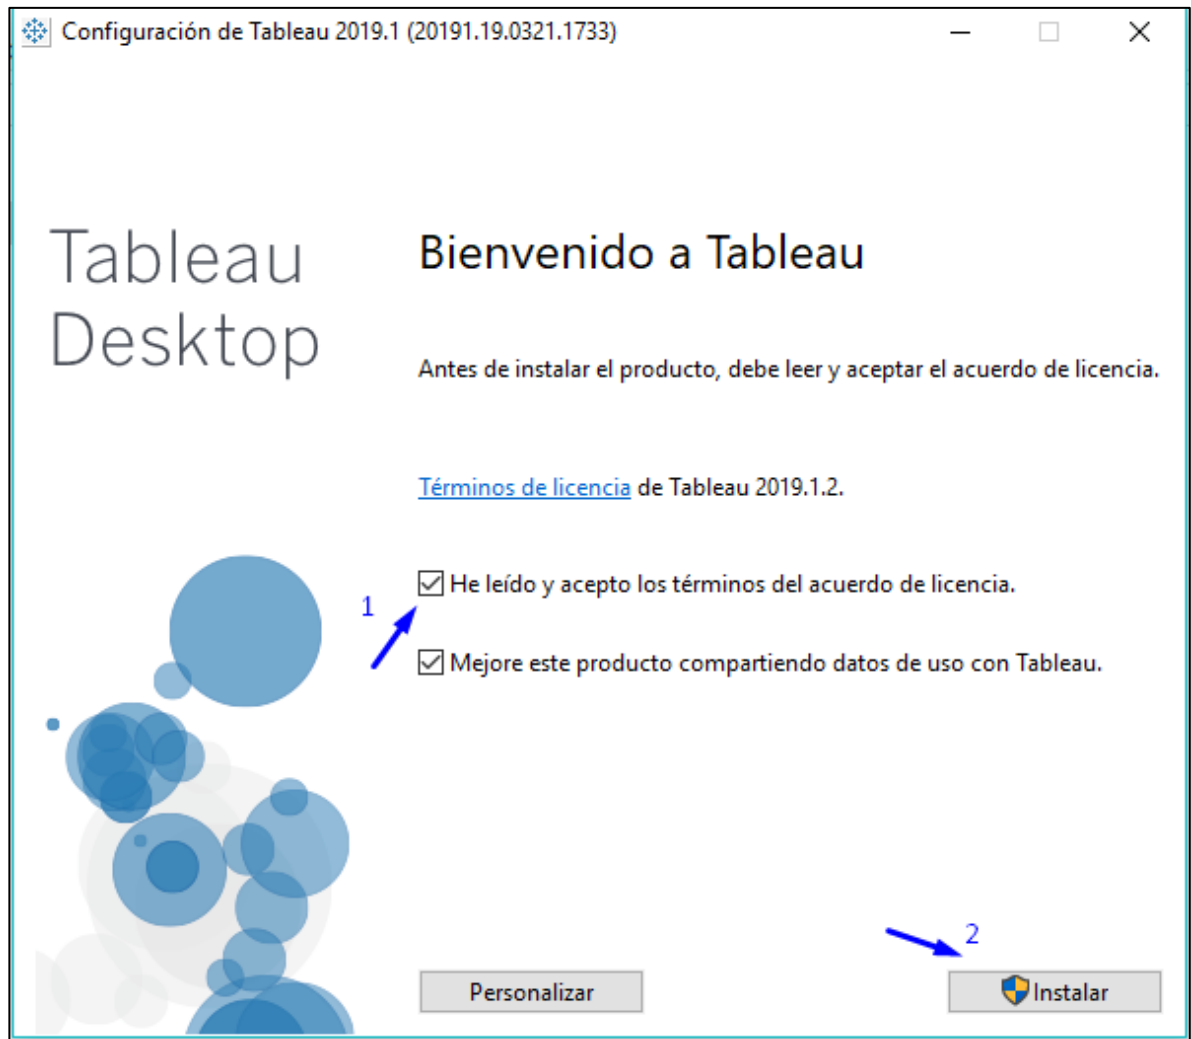 Configuración de Tableau 2019.1 (20191.19.0321.1733)
Tableau
Desktop
Bienvenido a Tableau
Antes de instalar el producto, debe leer y aceptar el acuerdo de licencia.
Términos de licencia de Tableau 2019.1.2.
He leído y acepto los términos del acuerdo de licencia.
1
Mejore este producto compartiendo datos de uso con Tableau.
2
Personalizar
Instalar